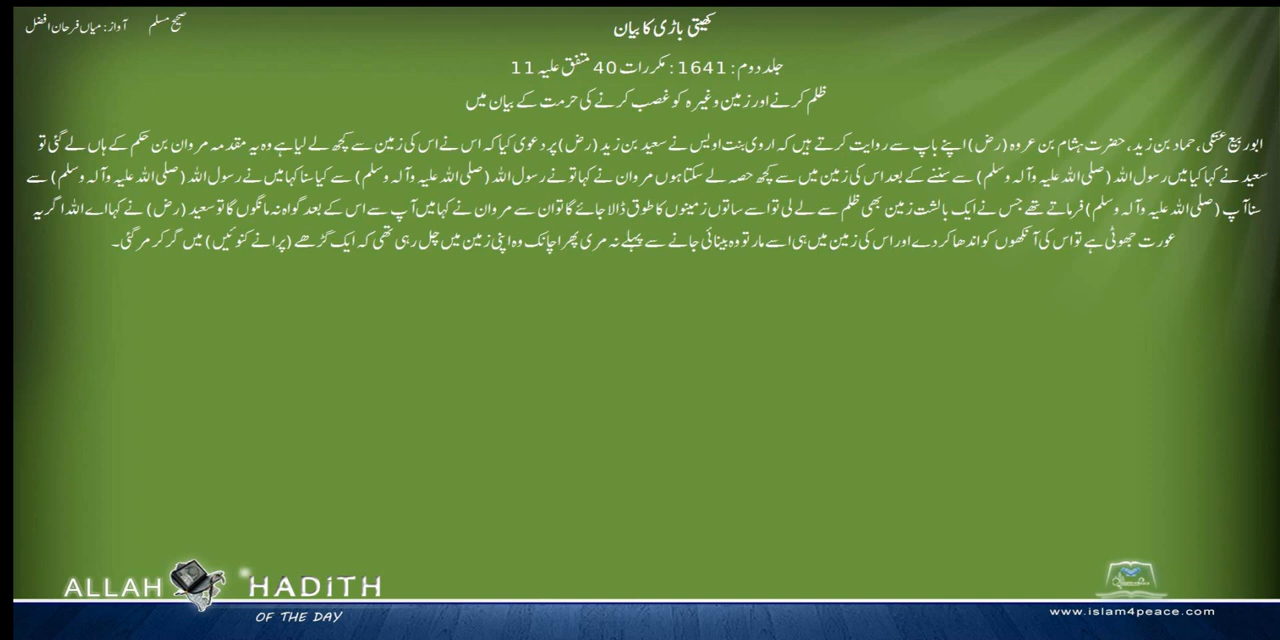 صحیح مسلم آواز: میاں فرحان افضل
کھیتی باڑی کا بیان
جلد دوم: 1641: مکررات 40 متفق علیہ 11
ظلم کرنے اور زمین وغیرہ کو غصب کرنے کی حرمت کے بیان میں
ابوربیع عتکی، حماد بن زید، حضرت ہشام بن عروہ (رض) اپنے باپ سے روایت کرتے ہیں کہ اروی بنت اویس نے سعید بن زید (رض) پر دعوی کیا کہ اس نے اس کی زمین سے کچھ لے لیا ہے وہ یہ مقدمہ مروان بن حکم کے ہاں لے گئی تو
سعید نے کہا کیا میں رسول اللہ (صلی اللہ علیہ وآلہ وسلم) سے سننے کے بعد اس کی زمین میں سے کچھ حصہ لے سکتا ہوں مروان نے کہا تو نے رسول اللہ (صلی اللہ علیہ وآلہ وسلم) سے کیا سنا کہا میں نے رسول اللہ (صلی اللہ علیہ وآلہ وسلم) سے
سنا آپ (صلی اللہ علیہ وآلہ وسلم) فرماتے تھے جس نے ایک بالشت زمین بھی ظلم سے لے لی تو اسے ساتوں زمینوں کا طوق ڈالا جائے گا تو ان سے مروان نے کہا میں آپ سے اس کے بعد گواہ نہ مانگوں گا تو سعید (رض) نے کہا اے اللہ اگر یہ
عورت جھوٹی ہے تو اس کی آنکھوں کو اندھا کر دے اور اس کی زمین میں ہی اسے مار تو وہ بینائی جانے سے پہلے نہ مری پھر اچانک وہ اپنی زمین میں چل رہی تھی کہ ایک گڑھے (پرانے کنوئیں) میں گر کر مر گئی۔
ALLAH HADITH
OF THE DAY
www.islam4peace.com